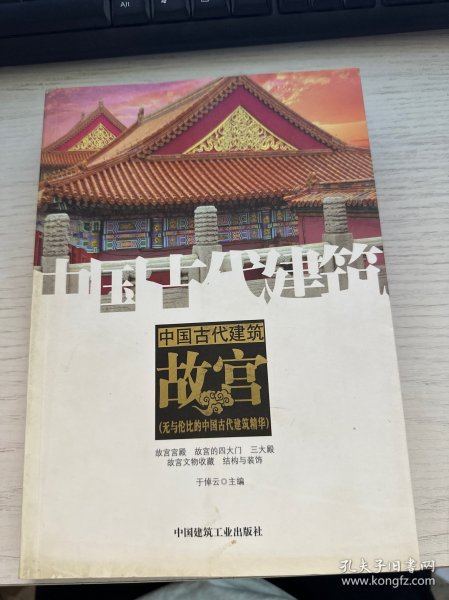 Alt
中国古代建筑
中国古代建筑
故宫
(无与伦比的中国古代建筑精华)
故宫宫殿 故宫的四大门 三大殿
故宫文物收藏 结构与装饰
于倬云○主编
中国建筑工业出版社
孔夫子旧书网
www.kongfz.com